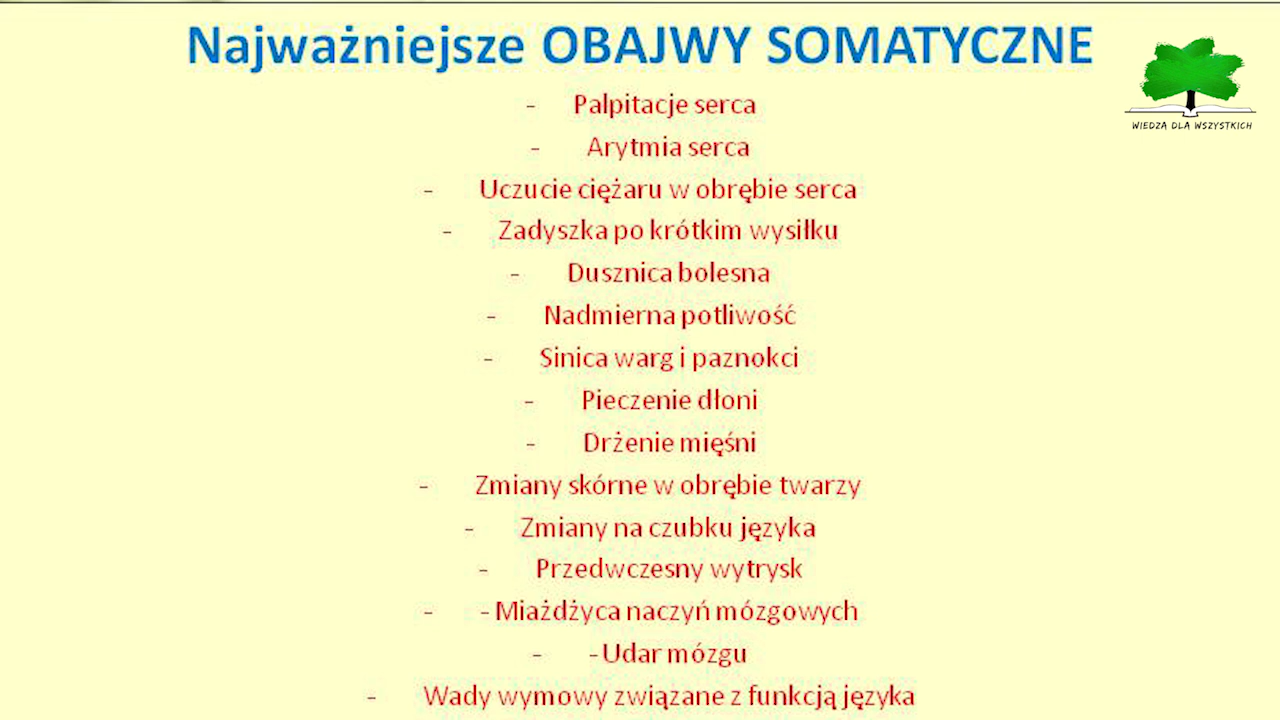 Najważniejsze OBAJWY SOMATYCZNE
WIEDZA DLA WSZYSTKICH
- Palpitacje serca
- Arytmia serca
- Uczucie ciężaru w obrębie serca
- Zadyszka po krótkim wysiłku
- Dusznica bolesna
- Nadmierna potliwość
- Sinica warg i paznokci
- Pieczenie dłoni
- Drżenie mięśni
- Zmiany skórne w obrębie twarzy
- Zmiany na czubku języka
- Przedwczesny wytrysk
- - Miażdżyca naczyń mózgowych
- - Udar mózgu
- Wady wymowy związane z funkcją języka